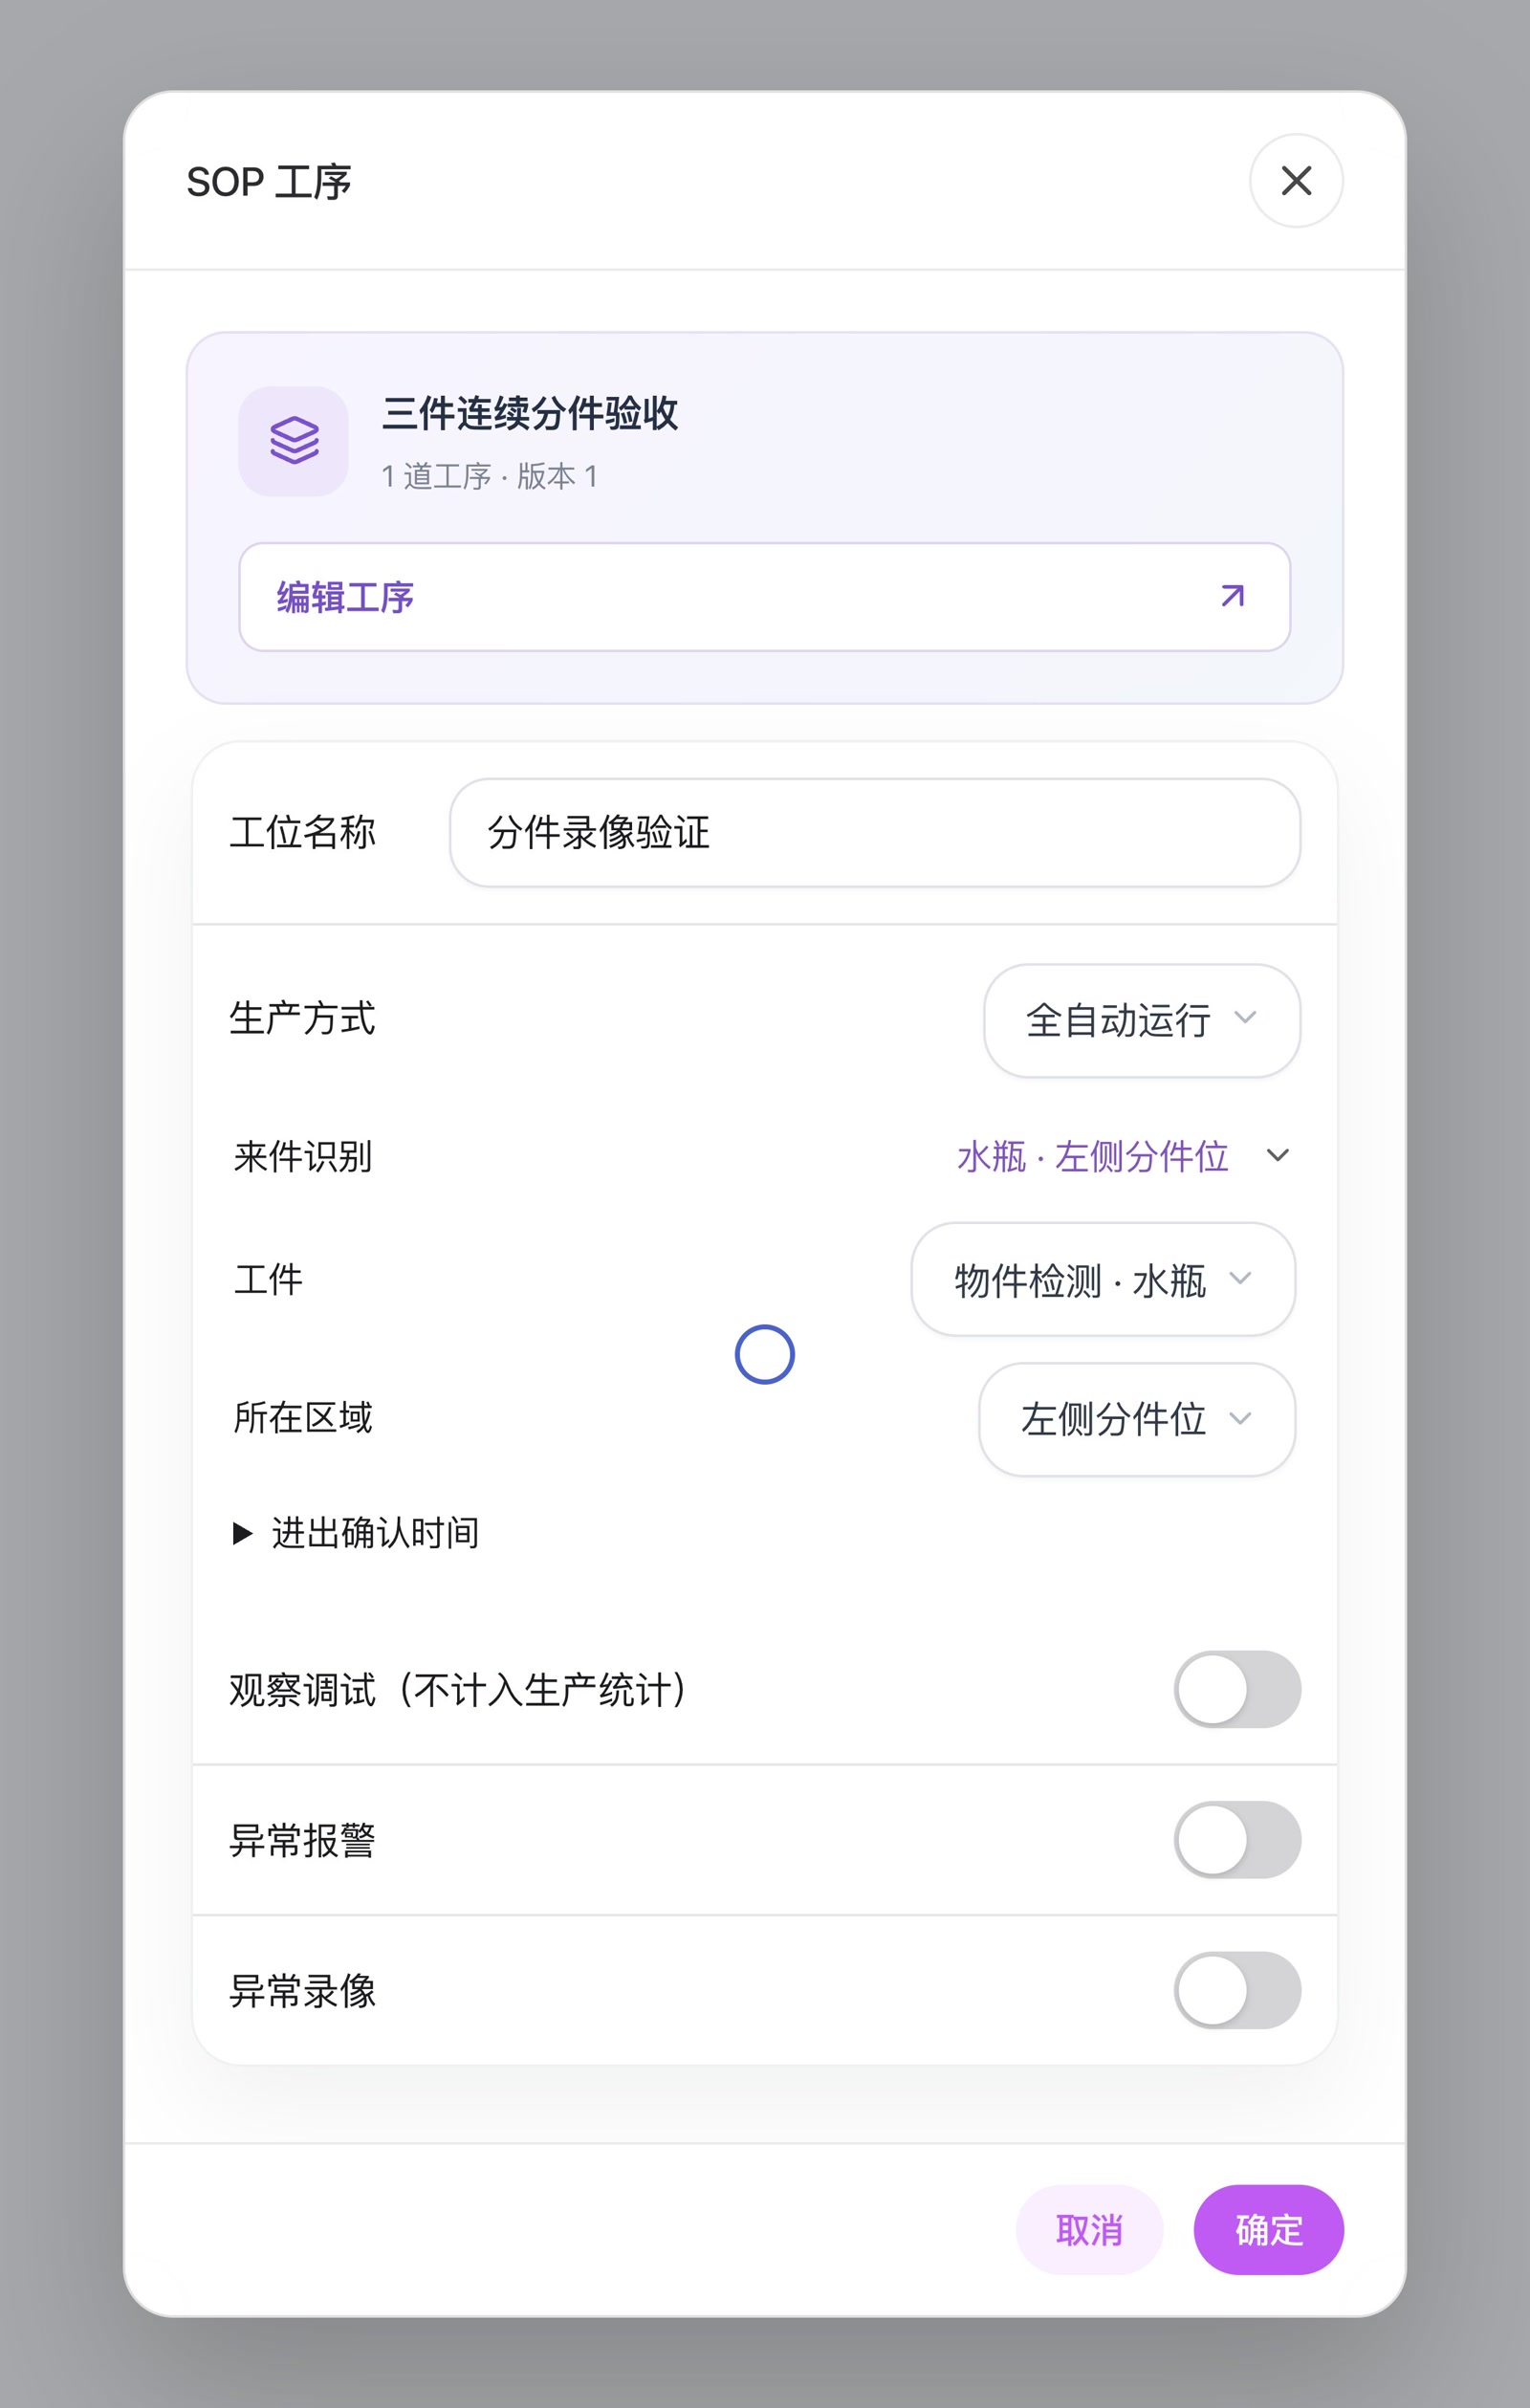 SOP 工序
三件连续分件验收
1 道工序 · 版本 1
编辑工序
工位名称 分件录像验证
生产方式 全自动运行
来件识别 水瓶 · 左侧分件位
工件 物件检测 · 水瓶
所在区域 左侧分件位
进出确认时间
观察调试（不计入生产统计）
异常报警
异常录像
取消 确定